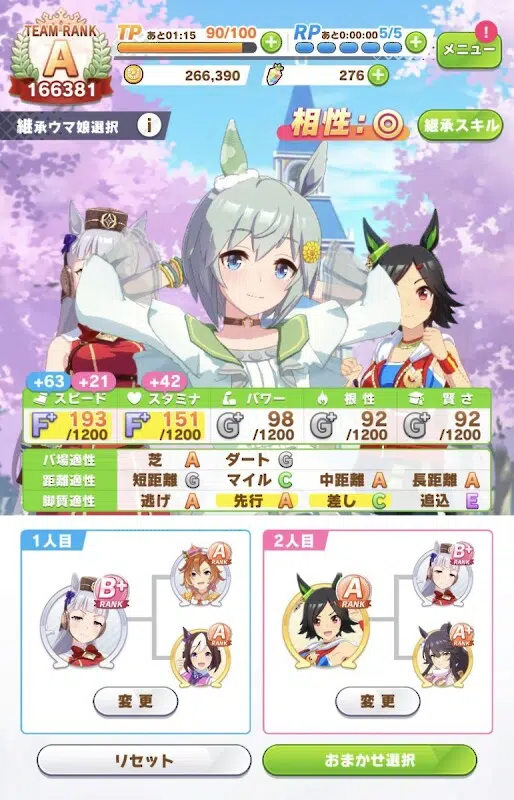 TEAM RANK
A
166381
TP あと01:15 90/100
RP あと0:00:00 5/5
メニュー
266,390
276
継承ウマ娘選択
i
相性:◎
継承スキル
+63 +21 +42
スピード スタミナ パワー 根性 賢さ
F+ 193/1200 F+ 151/1200 G+ 98/1200 G+ 92/1200 G+ 92/1200
バ場適性 芝 A ダート G
距離適性 短距離 G マイル C 中距離 A 長距離 A
脚質適性 逃げ A 先行 A 差し C 追込 E
1人目
2人目
B+ RANK
A RANK
A RANK
A RANK
B+ RANK
A+ RANK
変更
変更
リセット
おまかせ選択